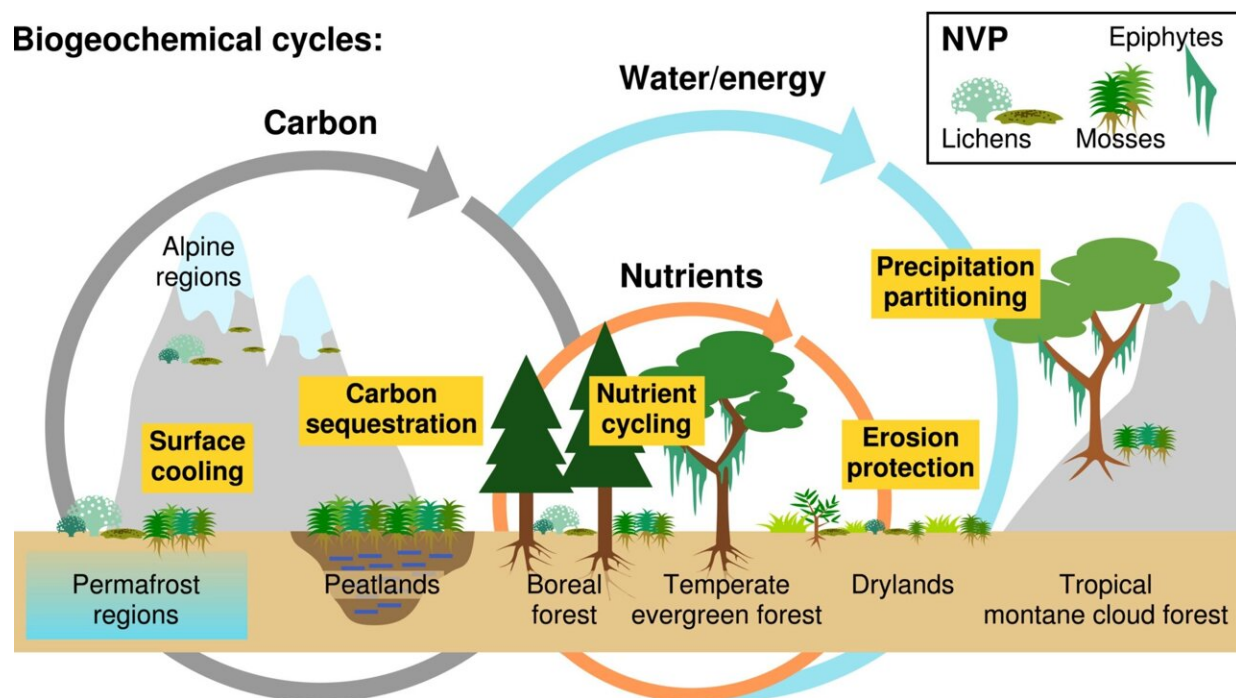 Biogeochemical cycles:
Carbon
Water/energy
NVP
Epiphytes
Lichens
Mosses
Alpine
regions
Nutrients
Precipitation
partitioning
Carbon
sequestration
Nutrient
cycling
Surface
cooling
Erosion
protection
Permafrost
regions
Peatlands
Boreal
forest
Temperate
evergreen forest
Drylands
Tropical
montane cloud forest